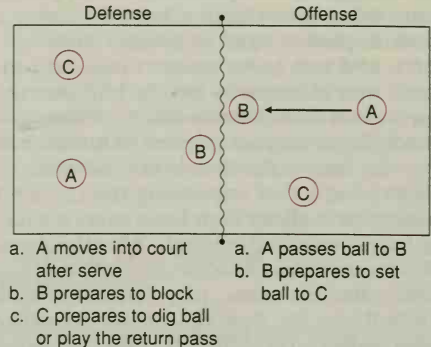 Defense Offense
C
B A
B
A
C
a. A moves into court
after serve
b. B prepares to block
c. C prepares to dig ball
or play the return pass
a. A passes ball to B
b. B prepares to set
ball to C